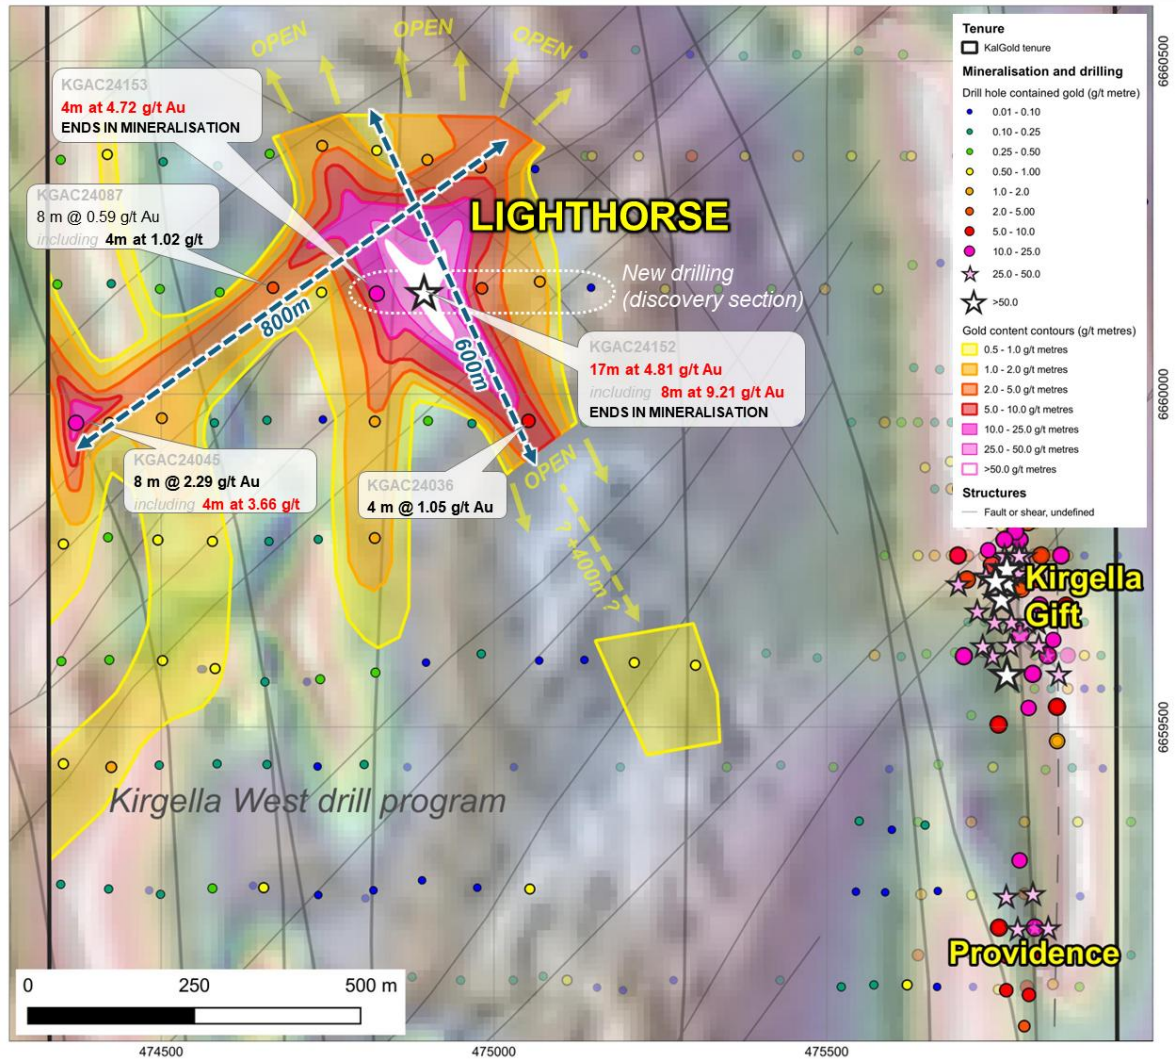 OPEN
OPEN
OPEN
KGAC24153
4m at 4.72 g/t Au
ENDS IN MINERALISATION
KGAC24087
8 m @ 0.59 g/t Au
including 4m at 1.02 g/t
LIGHTHORSE
New drilling
(discovery section)
800m
600m
KGAC24152
17m at 4.81 g/t Au
including 8m at 9.21 g/t Au
ENDS IN MINERALISATION
KGAC24045
8 m @ 2.29 g/t Au
including 4m at 3.66 g/t
KGAC24036
4 m @ 1.05 g/t Au
OPEN
? +400m ?
Kirgella
Gift
Kirgella West drill program
Providence
Tenure
KalGold tenure
Mineralisation and drilling
Drill hole contained gold (g/t metre)
0.01 - 0.10
0.10 - 0.25
0.25 - 0.50
0.50 - 1.00
1.0 - 2.0
2.0 - 5.00
5.0 - 10.0
10.0 - 25.0
25.0 - 50.0
>50.0
Gold content contours (g/t metres)
0.5 - 1.0 g/t metres
1.0 - 2.0 g/t metres
2.0 - 5.0 g/t metres
5.0 - 10.0 g/t metres
10.0 - 25.0 g/t metres
25.0 - 50.0 g/t metres
>50.0 g/t metres
Structures
Fault or shear, undefined
6660500
6660000
6659500
0 250 500 m
474500 475000 475500